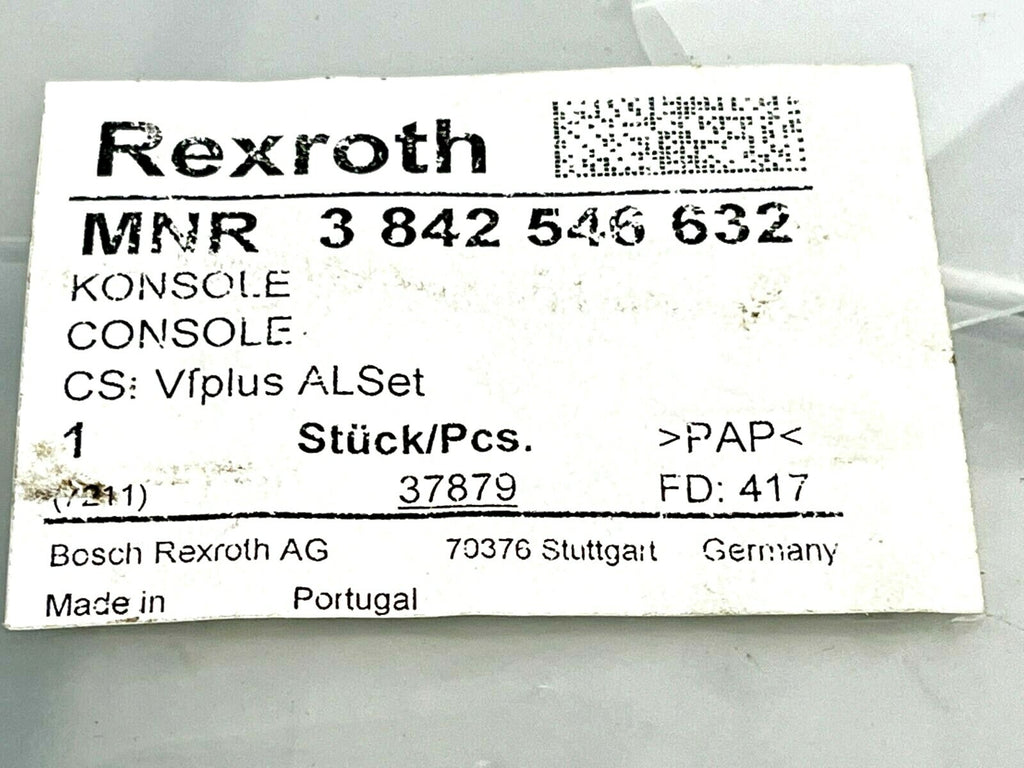 Rexroth
MNR 3 842 546 632
KONSOLE
CONSOLE
CS: Vfplus ALSet
1 Stück/Pcs. >PAP<
(7211) 37879 FD: 417
Bosch Rexroth AG 70376 Stuttgart Germany
Made in Portugal